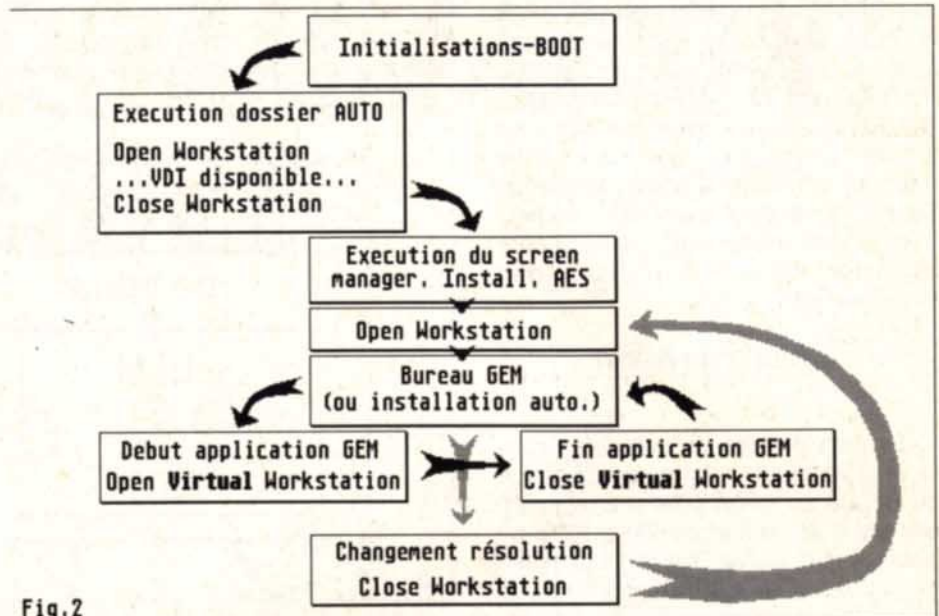 Initialisations-BOOT
Execution dossier AUTO
Open Workstation
...VDI disponible...
Close Workstation
Execution du screen
manager. Install. AES
Open Workstation
Bureau GEM
(ou installation auto.)
Debut application GEM
Open Virtual Workstation
Fin application GEM
Close Virtual Workstation
Changement résolution
Close Workstation
Fig.2